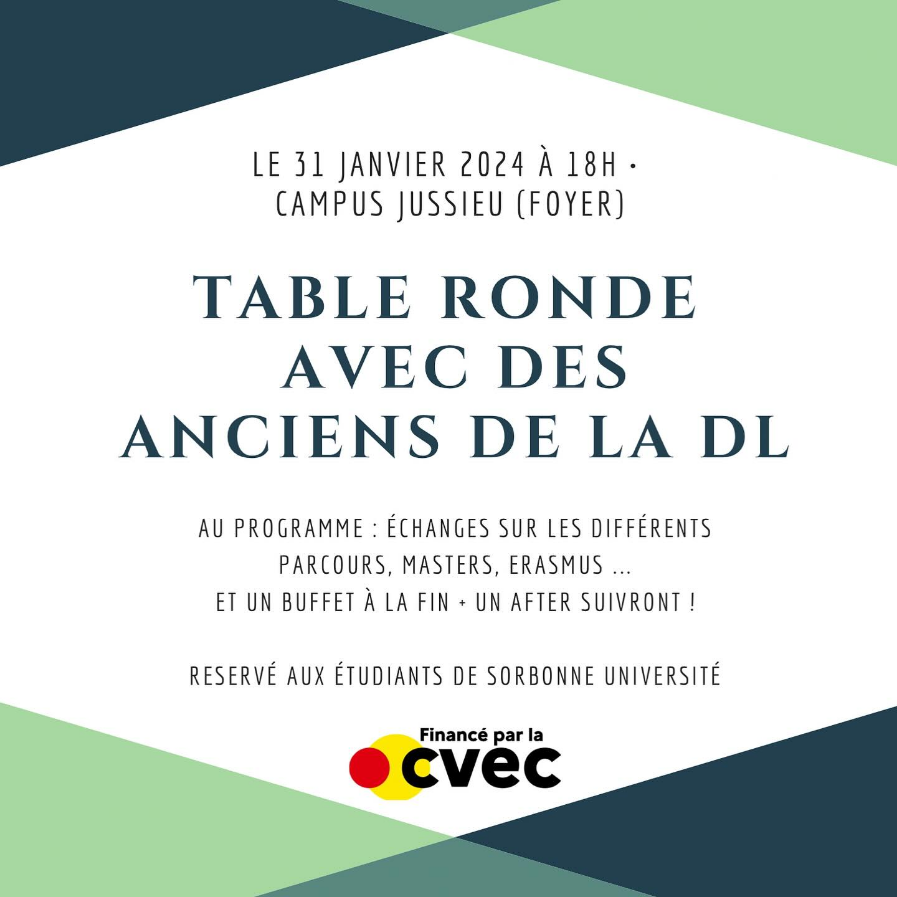 LE 31 JANVIER 2024 À 18H •
CAMPUS JUSSIEU (FOYER)
TABLE RONDE
AVEC DES
ANCIENS DE LA DL
AU PROGRAMME : ÉCHANGES SUR LES DIFFÉRENTS
PARCOURS, MASTERS, ERASMUS ...
ET UN BUFFET À LA FIN + UN AFTER SUIVRONT !
RESERVÉ AUX ÉTUDIANTS DE SORBONNE UNIVERSITÉ
Financé par la
cvec